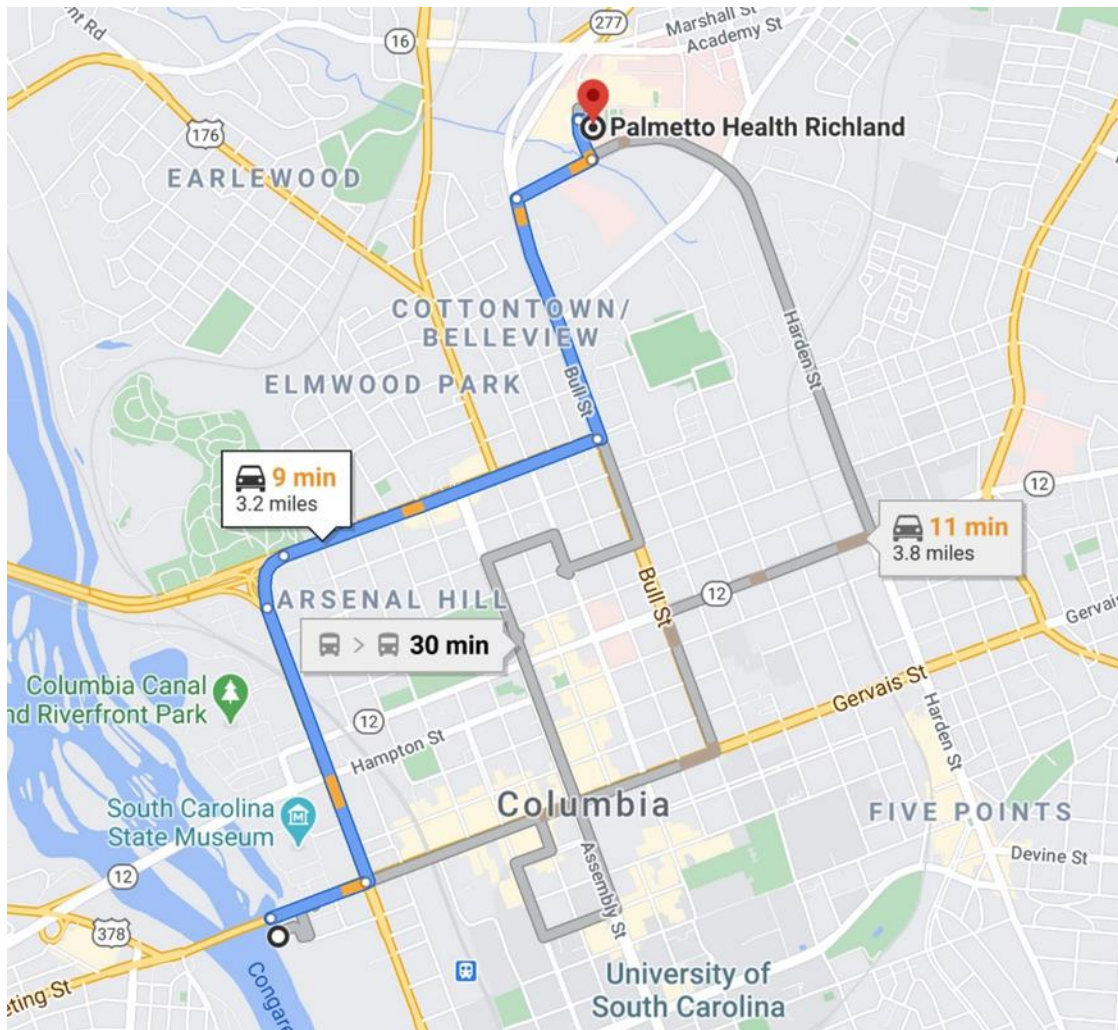 277
Marshall St
Academy St
16
176
Palmetto Health Richland
EARLEWOOD
COTTONTOWN/
BELLEVIEW
Harden St
ELMWOOD PARK
Bull St
9 min
3.2 miles
12
11 min
3.8 miles
ARSENAL HILL
Bull St
12
30 min
Gervais
Columbia Canal
nd Riverfront Park
Gervais St
12
Hampton St
Harden St
South Carolina
State Museum
M
Columbia
FIVE POINTS
Assembly St
Devine St
12
378
eting St
Congare
University of
South Carolina